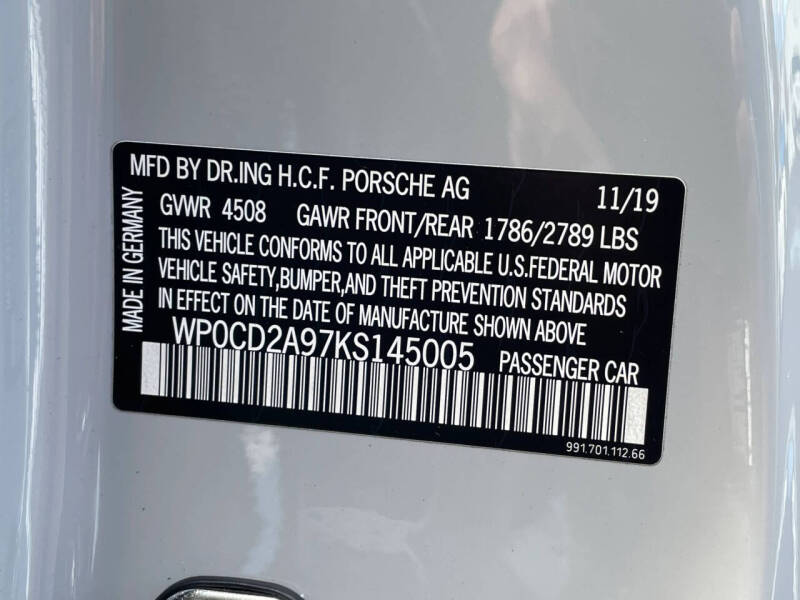 MFD BY DR.ING H.C.F. PORSCHE AG 11/19
GVWR 4508 GAWR FRONT/REAR 1786/2789 LBS
THIS VEHICLE CONFORMS TO ALL APPLICABLE U.S.FEDERAL MOTOR
VEHICLE SAFETY,BUMPER,AND THEFT PREVENTION STANDARDS
IN EFFECT ON THE DATE OF MANUFACTURE SHOWN ABOVE
WP0CD2A97KS145005 PASSENGER CAR
991.701.112.66
MADE IN GERMANY